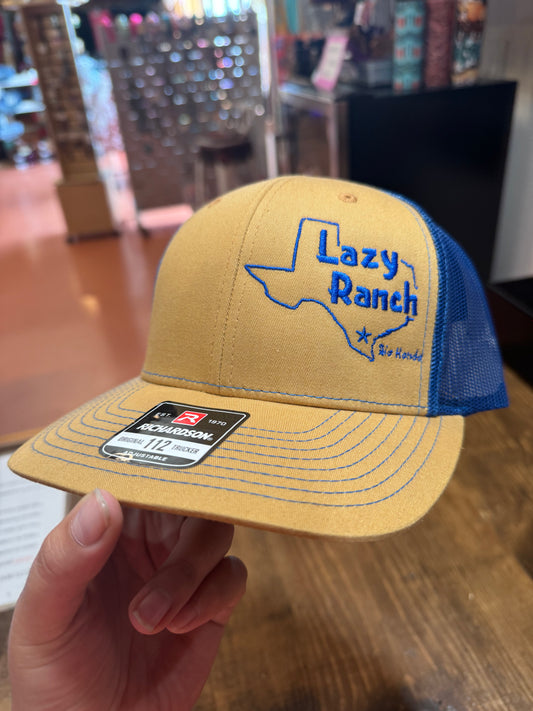 Lazy
Ranch
Rio Hondo
EST. 1970
R
RICHARDSON
ORIGINAL 112 TRUCKER
ADJUSTABLE